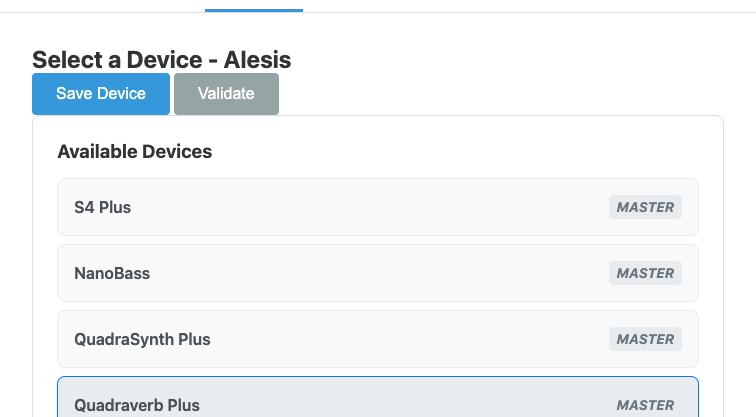 Select a Device - Alesis
Save Device Validate
Available Devices
S4 Plus MASTER
NanoBass MASTER
QuadraSynth Plus MASTER
Quadraverb Plus MASTER